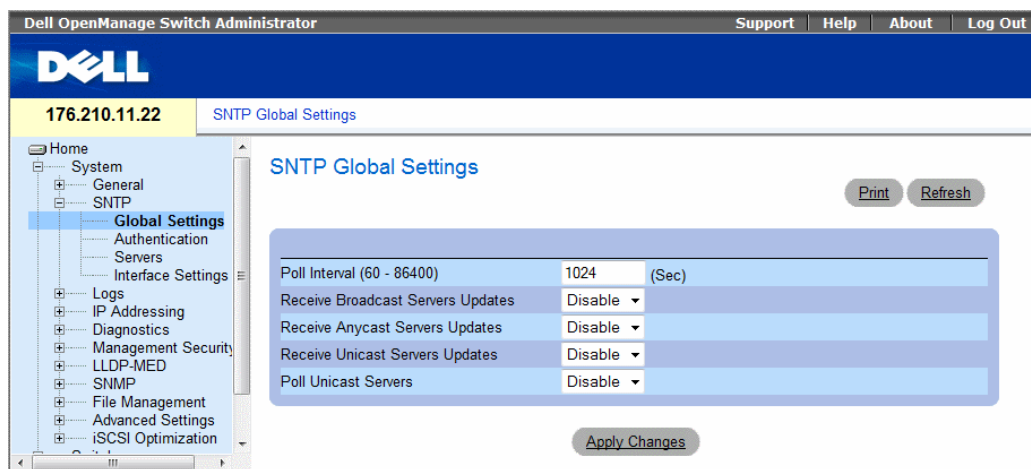 Dell OpenManage Switch Administrator
Support Help About Log Out
DELL
176.210.11.22
SNTP Global Settings
Home
System
General
SNTP
Global Settings
Authentication
Servers
Interface Settings
Logs
IP Addressing
Diagnostics
Management Security
LLDP-MED
SNMP
File Management
Advanced Settings
iSCSI Optimization
SNTP Global Settings
Print Refresh
Poll Interval (60 - 86400) 1024 (Sec)
Receive Broadcast Servers Updates Disable
Receive Anycast Servers Updates Disable
Receive Unicast Servers Updates Disable
Poll Unicast Servers Disable
Apply Changes